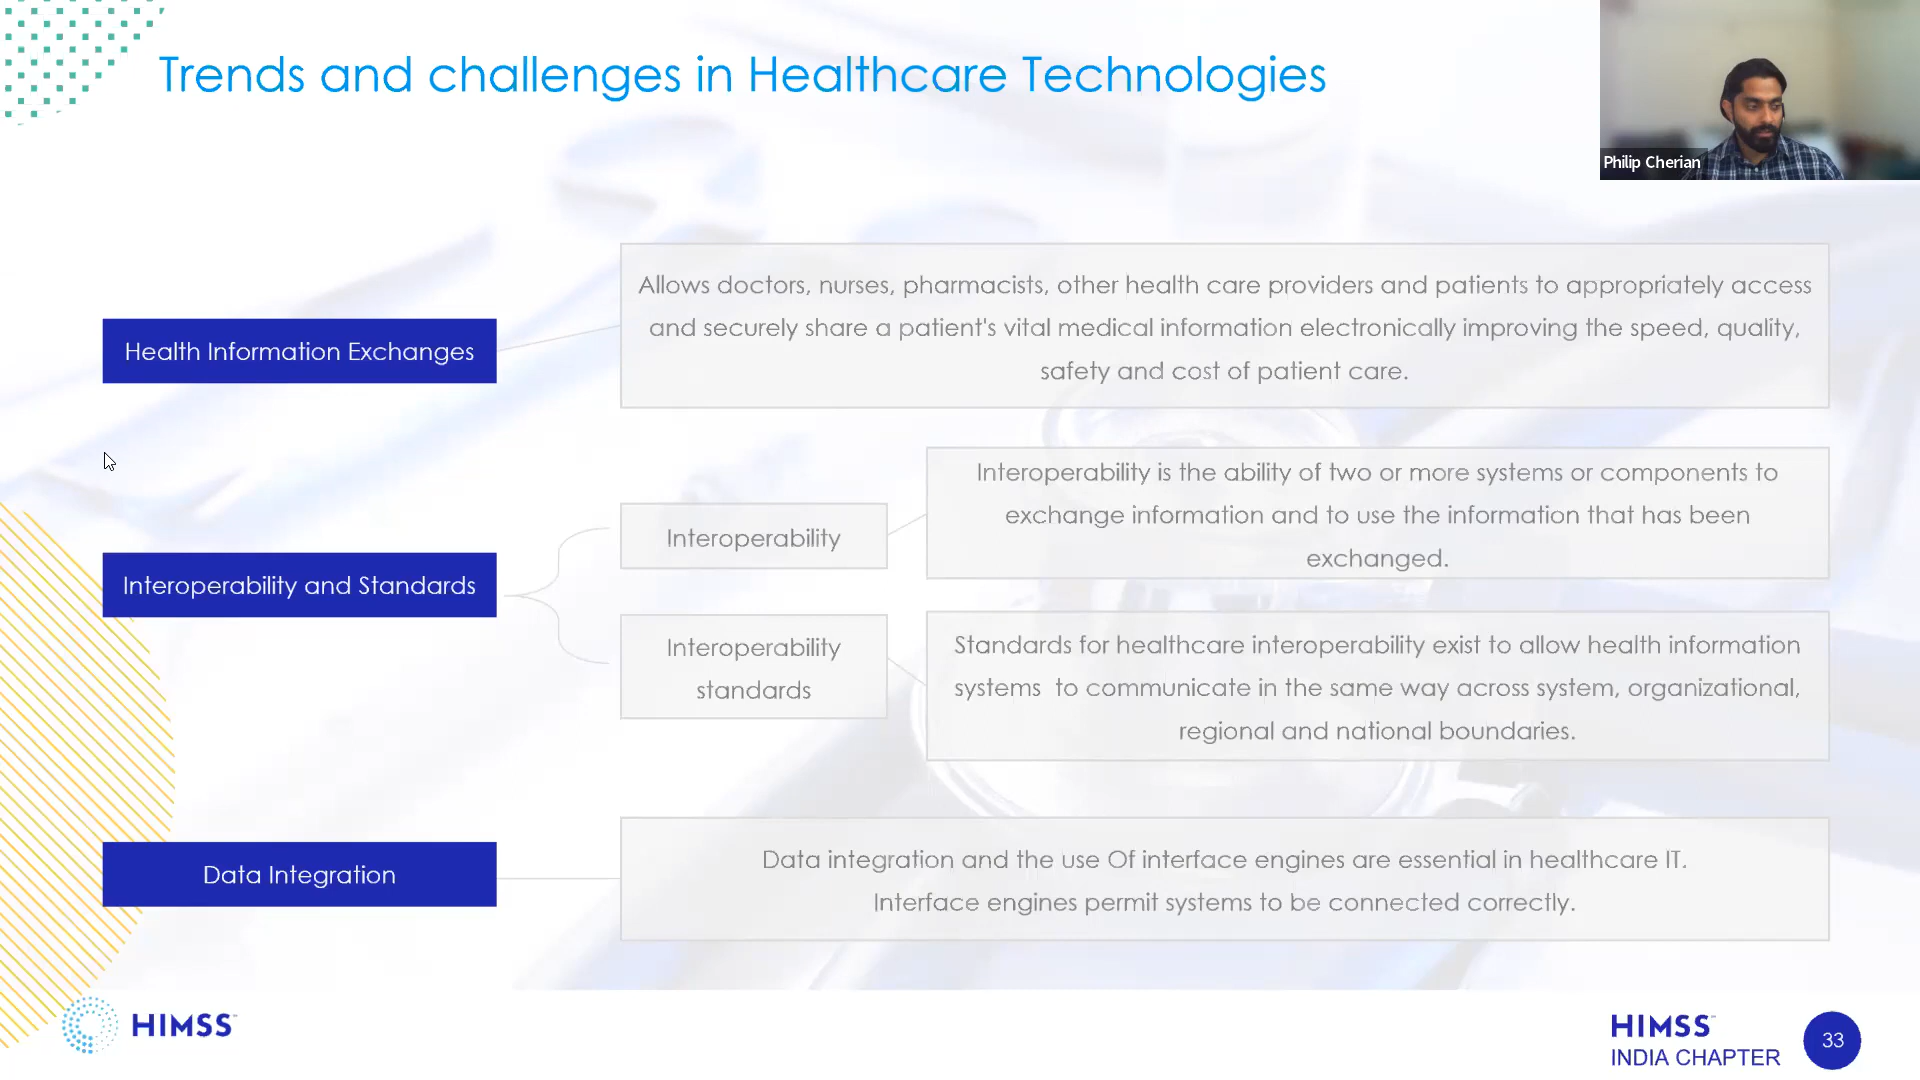 Trends and challenges in Healthcare Technologies
Philip Cherian
Health Information Exchanges
Allows doctors, nurses, pharmacists, other health care providers and patients to appropriately access
and securely share a patient's vital medical information electronically improving the speed, quality,
safety and cost of patient care.
Interoperability and Standards
Interoperability
Interoperability is the ability of two or more systems or components to
exchange information and to use the information that has been
exchanged.
Interoperability
standards
Standards for healthcare interoperability exist to allow health information
systems to communicate in the same way across system, organizational,
regional and national boundaries.
Data Integration
Data integration and the use Of interface engines are essential in healthcare IT.
Interface engines permit systems to be connected correctly.
HIMSS
HIMSS
INDIA CHAPTER
33